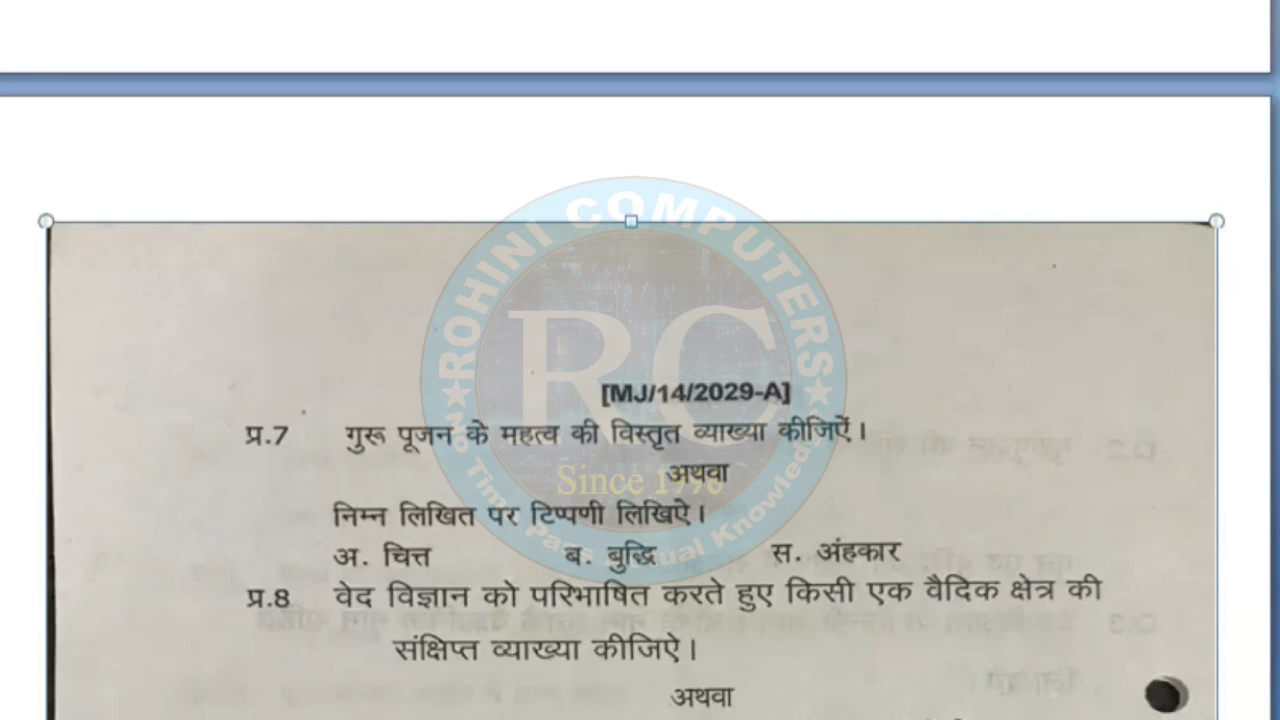 ROHINI COMPUTERS
RC
Since 1996
[MJ/14/2029-A]
प्र.7 गुरू पूजन के महत्व की विस्तृत व्याख्या कीजिऐं।
अथवा
निम्न लिखित पर टिप्पणी लिखिऐ।
अ. चित्त ब. बुद्धि स. अंहकार
प्र.8 वेद विज्ञान को परिभाषित करते हुए किसी एक वैदिक क्षेत्र की
संक्षिप्त व्याख्या कीजिऐ।
अथवा